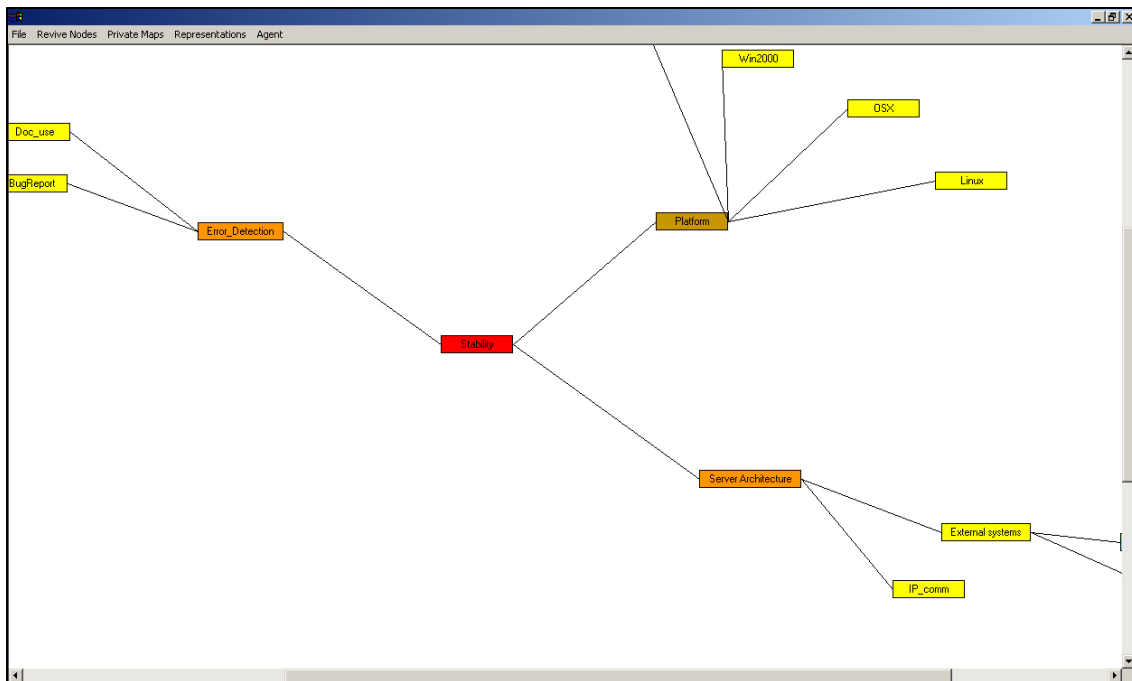 File Revive Nodes Private Maps Representations Agent
Win2000
OSX
Doc_use
Linux
BugReport
Platform
Error_Detection
Stability
Server Architecture
External systems
IP_comm